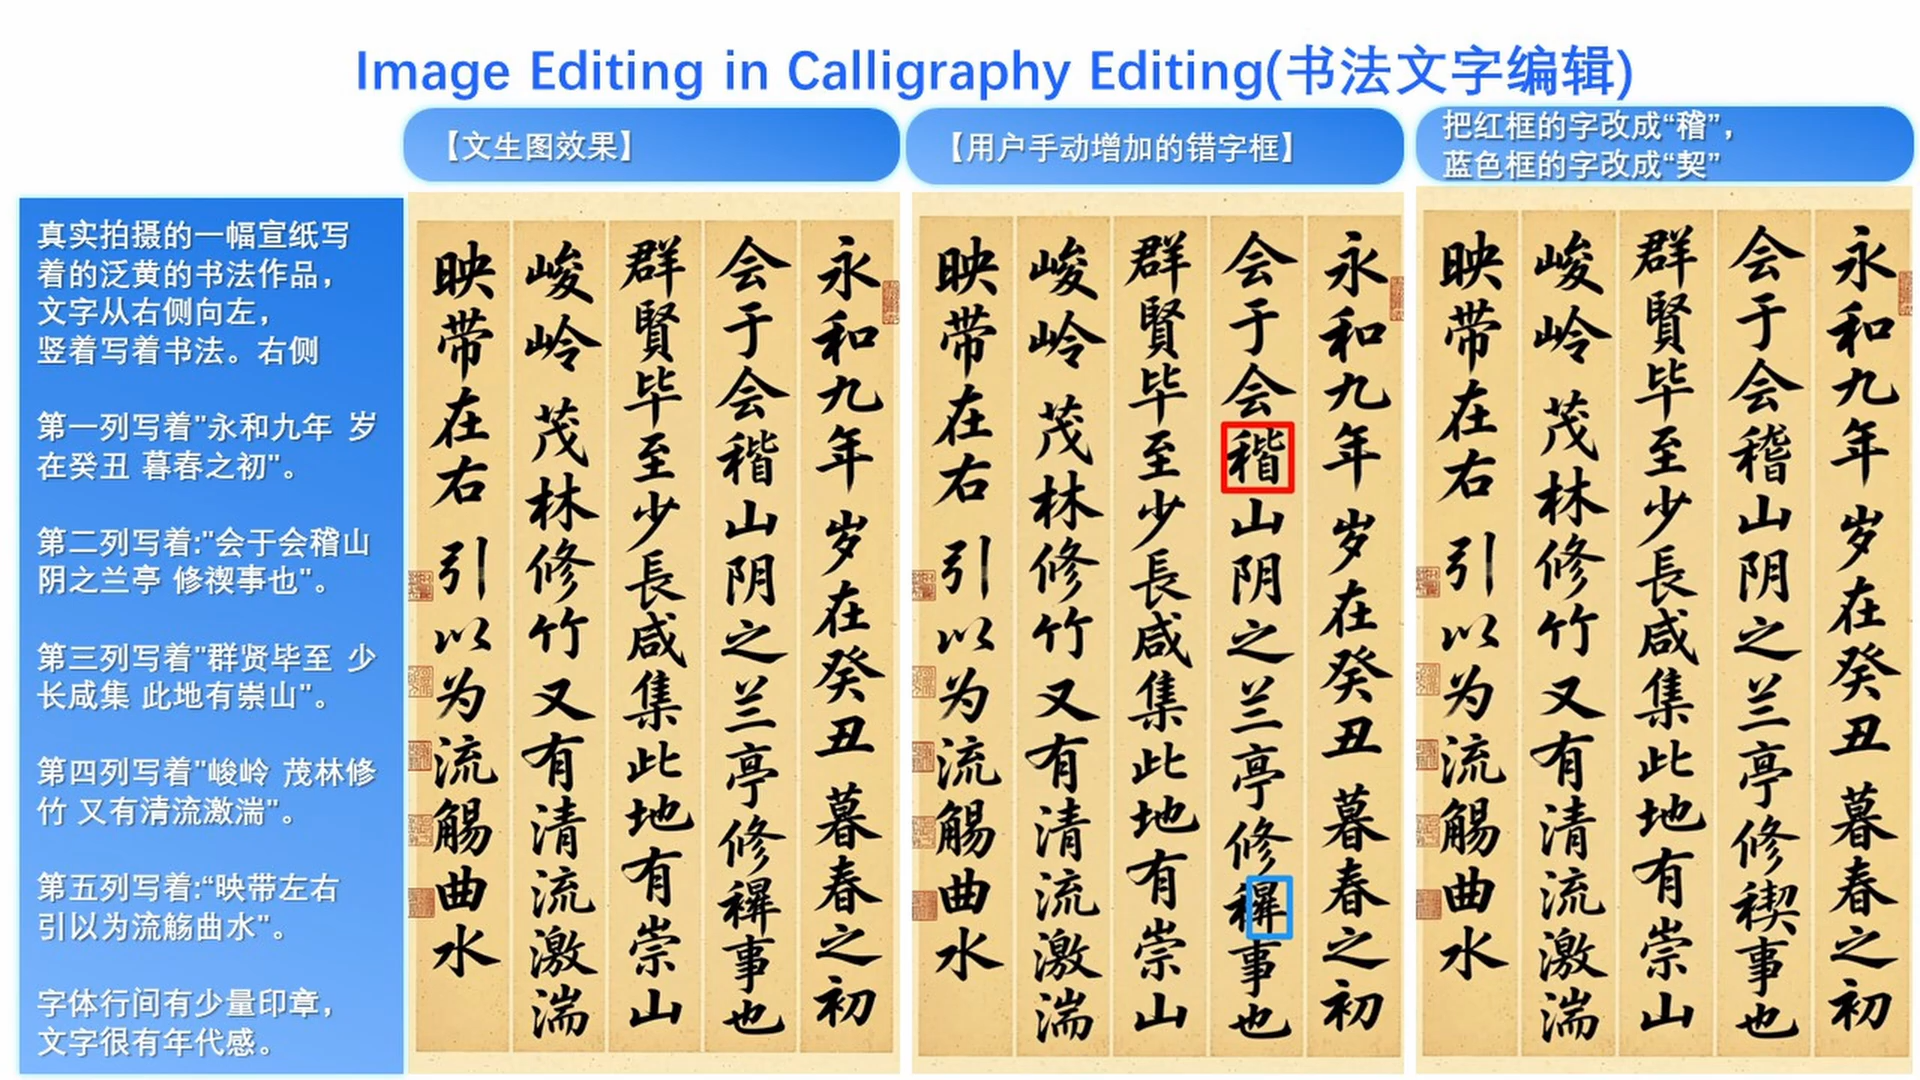 Image Editing in Calligraphy Editing(书法文字编辑)
真实拍摄的一幅宣纸写
着的泛黄的书法作品，
文字从右侧向左，
竖着写着书法。右侧
第一列写着"永和九年 岁
在癸丑 暮春之初"。
第二列写着:"会于会稽山
阴之兰亭 修禊事也"。
第三列写着"群贤毕至 少
长咸集 此地有崇山"。
第四列写着"峻岭 茂林修
竹 又有清流激湍"。
第五列写着:“映带左右
引以为流觞曲水"。
字体行间有少量印章，
文字很有年代感。
【文生图效果】
永和九年 岁在癸丑 暮春之初
会于会稭山阴之兰亭修事也
群賢毕至少長咸集此地有崇山
峻岭 茂林修竹 又有清流激湍
映带在右 引以为流觞曲水
【用户手动增加的错字框】
永和九年 岁在癸丑 暮春之初
会于会稭山阴之兰亭修事也
群賢毕至少長咸集此地有崇山
峻岭 茂林修竹 又有清流激湍
映带在右 引以为流觞曲水
把红框的字改成“稽”，
蓝色框的字改成“契”
永和九年 岁在癸丑 暮春之初
会于会稽山阴之兰亭修禊事也
群賢毕至少長咸集此地有崇山
峻岭 茂林修竹 又有清流激湍
映带在右 引以为流觞曲水